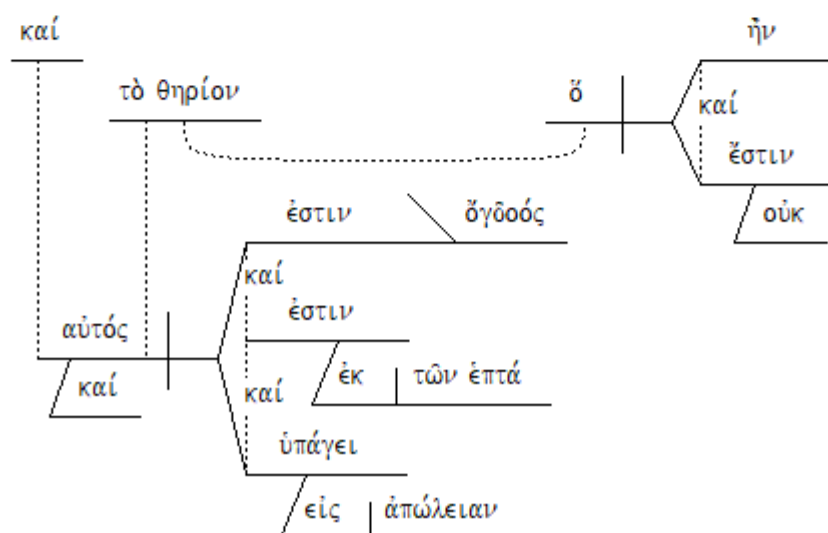 καί
ἦν
τὸ θηρίον
ὅ
καί
ἔστιν
οὐκ
ἐστιν
ὄγδοός
καί
ἐστιν
αὐτός
καί
ἐκ
τῶν ἑπτά
καί
ὑπάγει
εἰς
ἀπώλειαν